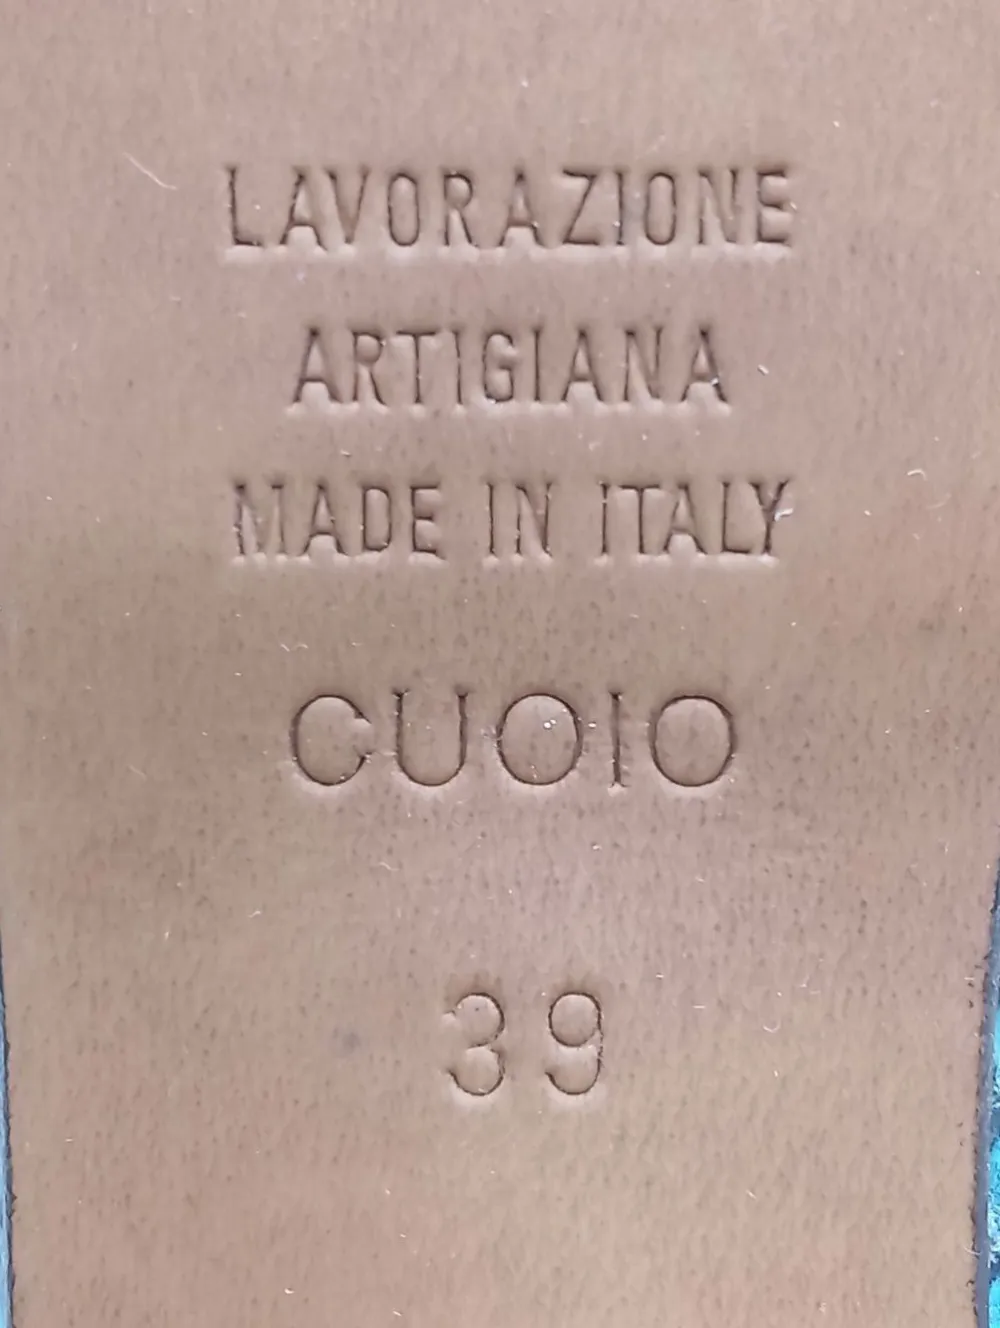 LAVORAZIONE
ARTIGIANA
MADE IN ITALY
CUOIO
39